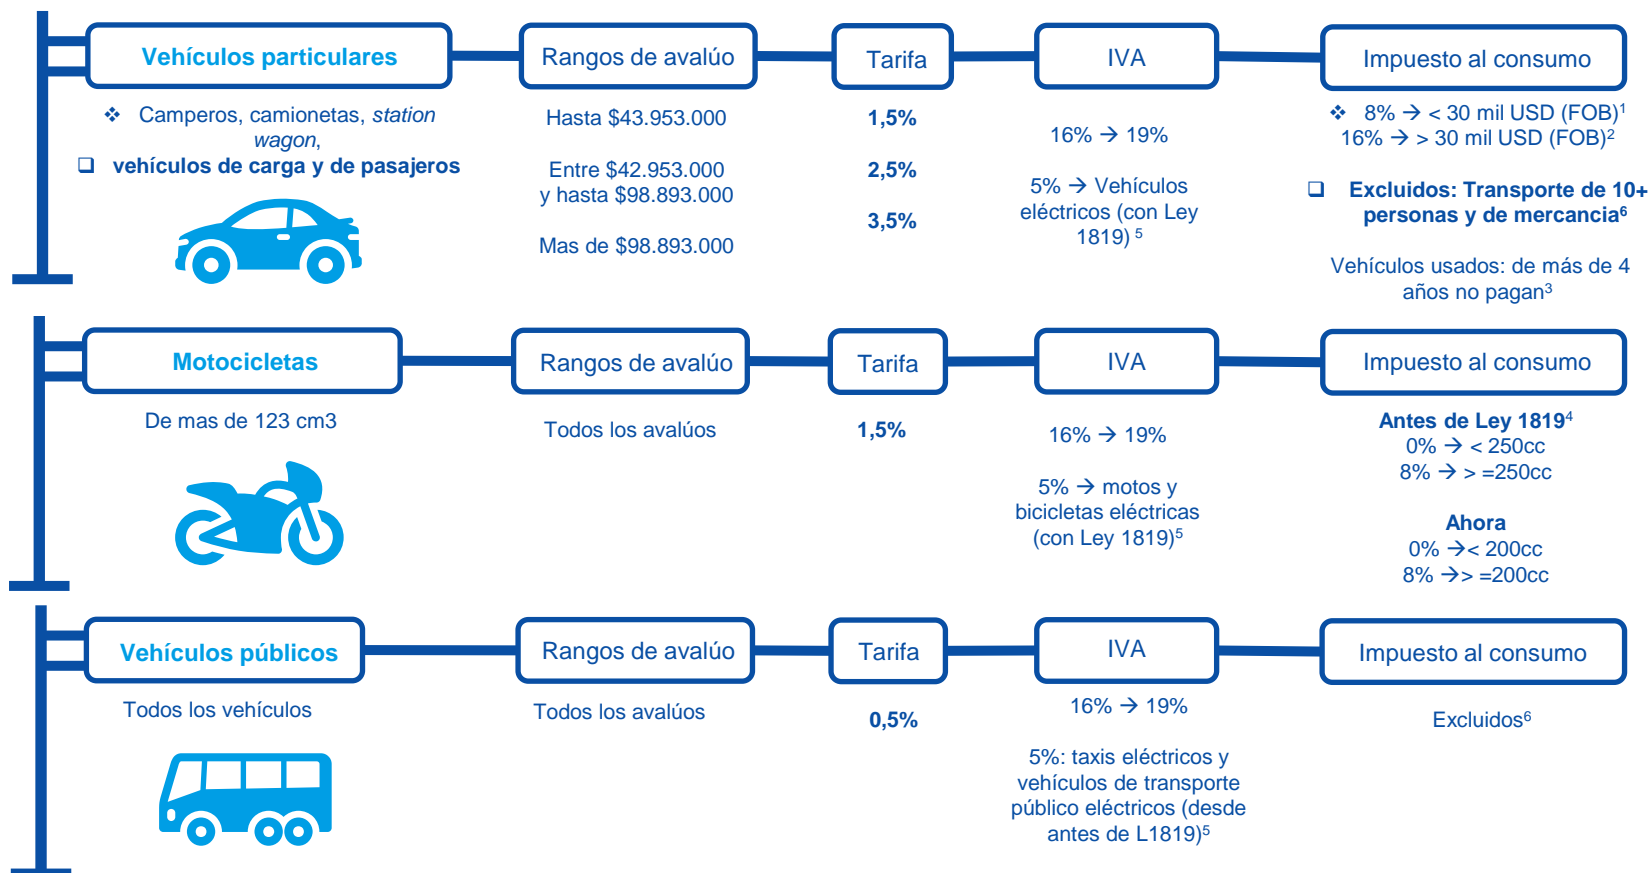 Vehículos particulares
Rangos de avalúo
Tarifa
IVA
Impuesto al consumo
❖ Camperos, camionetas, station
wagon,
❑ vehículos de carga y de pasajeros
Hasta $43.953.000
Entre $42.953.000
y hasta $98.893.000
Mas de $98.893.000
1,5%
2,5%
3,5%
16% → 19%
5% → Vehículos
eléctricos (con Ley
1819) ⁵
❖ 8% → < 30 mil USD (FOB)¹
16% → > 30 mil USD (FOB)²
❑ Excluidos: Transporte de 10+
personas y de mercancia⁶
Vehículos usados: de más de 4
años no pagan³
Motocicletas
Rangos de avalúo
Tarifa
IVA
Impuesto al consumo
De mas de 123 cm3
Todos los avalúos
1,5%
16% → 19%
5% → motos y
bicicletas eléctricas
(con Ley 1819)⁵
Antes de Ley 1819⁴
0% → < 250cc
8% → > =250cc
Ahora
0% →< 200cc
8% →> =200cc
Vehículos públicos
Rangos de avalúo
Tarifa
IVA
Impuesto al consumo
Todos los vehículos
Todos los avalúos
0,5%
16% → 19%
5%: taxis eléctricos y
vehículos de transporte
público eléctricos (desde
antes de L1819)⁵
Excluidos⁶